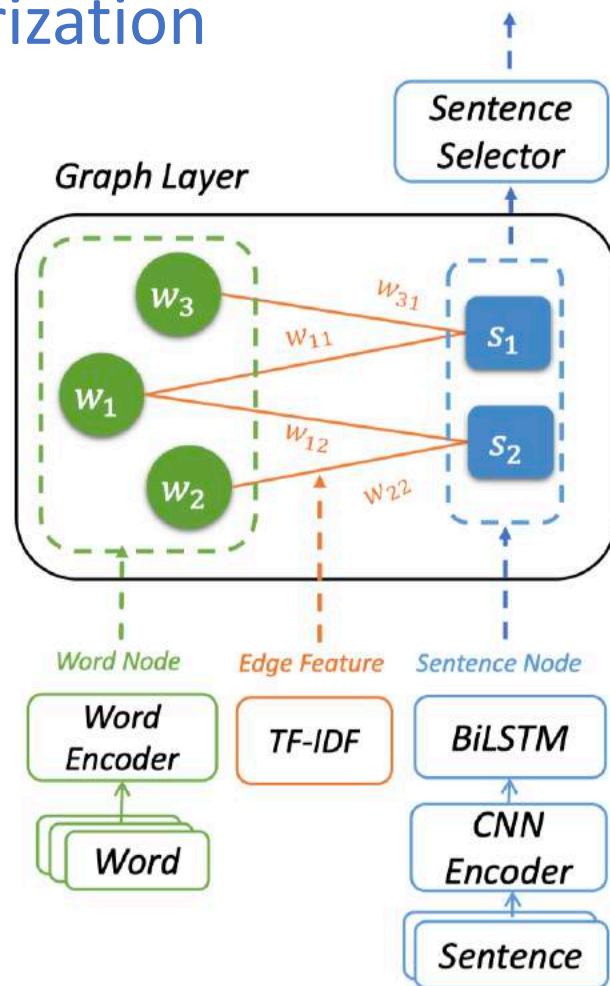 rization
Sentence
Selector
Graph Layer
w₃
w₃₁
w₁₁
s₁
w₁
w₁₂
s₂
w₂
w₂₂
Word Node
Edge Feature
Sentence Node
Word
Encoder
TF-IDF
BiLSTM
CNN
Encoder
Word
Sentence